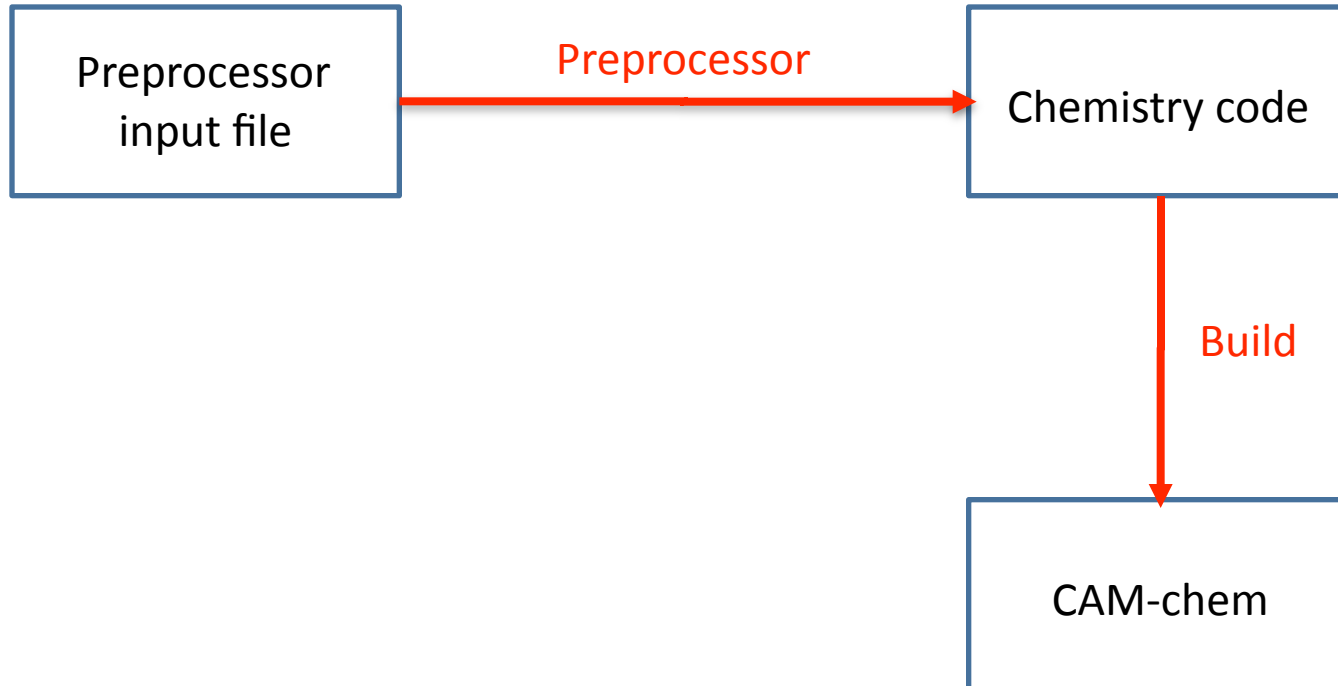 Preprocessor
input file
Preprocessor
Chemistry code
Build
CAM-chem